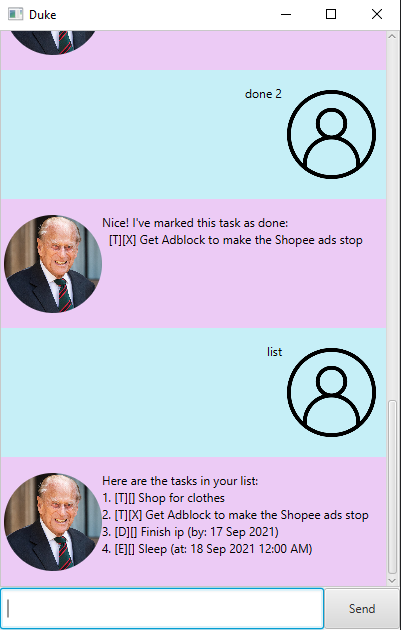 Duke
done 2
Nice! I've marked this task as done:
[T][X] Get Adblock to make the Shopee ads stop
list
Here are the tasks in your list:
1. [T][] Shop for clothes
2. [T][X] Get Adblock to make the Shopee ads stop
3. [D][] Finish ip (by: 17 Sep 2021)
4. [E][] Sleep (at: 18 Sep 2021 12:00 AM)
Send